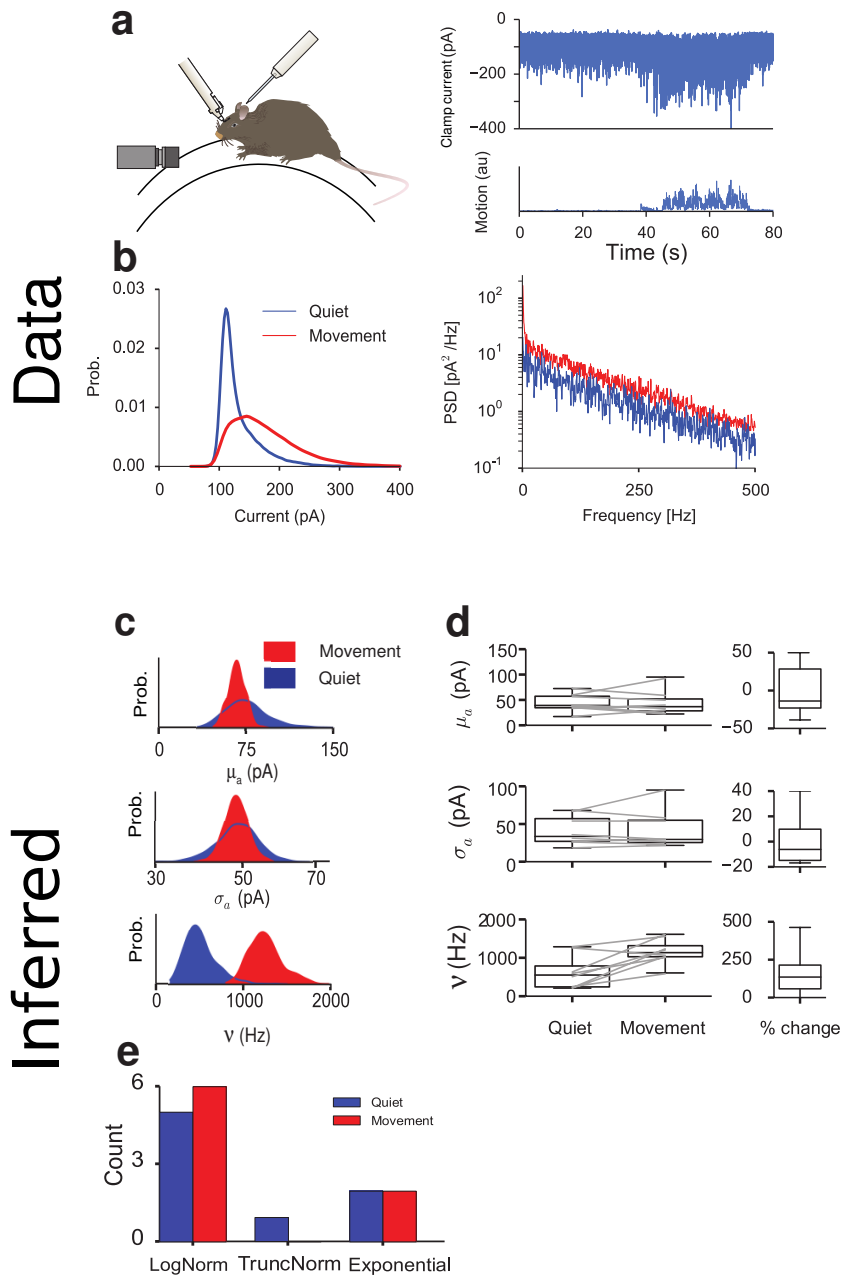 Data
a
Clamp current (pA)
0
−200
−400
Motion (au)
0 20 40 60 80
Time (s)
b
0.03
0.02
0.01
0.00
Prob.
Quiet
Movement
0 100 200 300 400
Current (pA)
PSD [pA² /Hz]
10²
10¹
10⁰
10⁻¹
0 250 500
Frequency [Hz]
Inferred
c
Movement
Quiet
Prob.
0 75 150
μa (pA)
Prob.
30 50 70
σa (pA)
Prob.
0 1000 2000
ν (Hz)
d
μa (pA)
150
100
50
0
50
0
−50
σa (pA)
100
50
0
40
20
0
−20
ν (Hz)
2000
1000
0
500
250
0
Quiet Movement % change
e
Count
6
3
0
Quiet
Movement
LogNorm TruncNorm Exponential